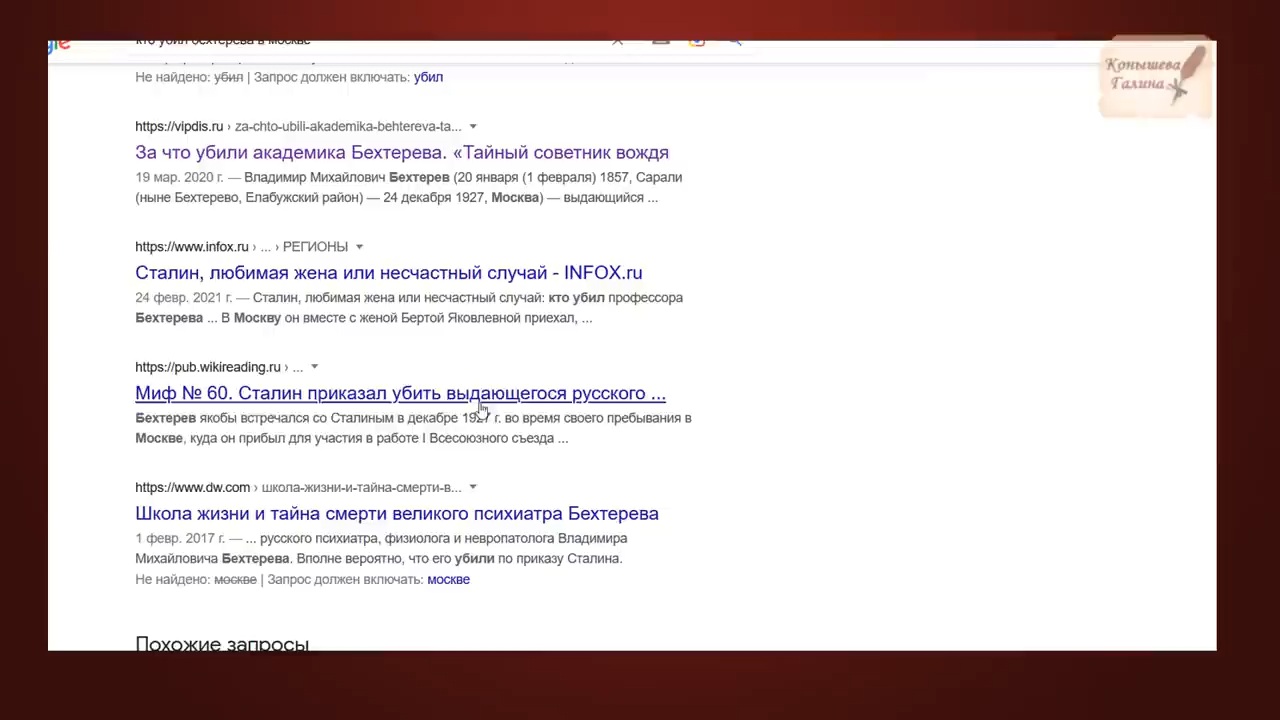 кто убил бехтерева в москве
Не найдено: убил | Запрос должен включать: убил
Конышева
Галина
https://vipdis.ru › za-chto-ubili-akademika-behtereva-ta...
За что убили академика Бехтерева. «Тайный советник вождя
19 мар. 2020 г. — Владимир Михайлович Бехтерев (20 января (1 февраля) 1857, Сарали
(ныне Бехтерево, Елабужский район) — 24 декабря 1927, Москва) — выдающийся ...
https://www.infox.ru › ... › РЕГИОНЫ
Сталин, любимая жена или несчастный случай - INFOX.ru
24 февр. 2021 г. — Сталин, любимая жена или несчастный случай: кто убил профессора
Бехтерева ... В Москву он вместе с женой Бертой Яковлевной приехал, ...
https://pub.wikireading.ru › ...
Миф № 60. Сталин приказал убить выдающегося русского ...
Бехтерев якобы встречался со Сталиным в декабре 1927 г. во время своего пребывания в
Москве, куда он прибыл для участия в работе I Всесоюзного съезда ...
https://www.dw.com › школа-жизни-и-тайна-смерти-в...
Школа жизни и тайна смерти великого психиатра Бехтерева
1 февр. 2017 г. — ... русского психиатра, физиолога и невропатолога Владимира
Михайловича Бехтерева. Вполне вероятно, что его убили по приказу Сталина.
Не найдено: москве | Запрос должен включать: москве
Похожие запросы